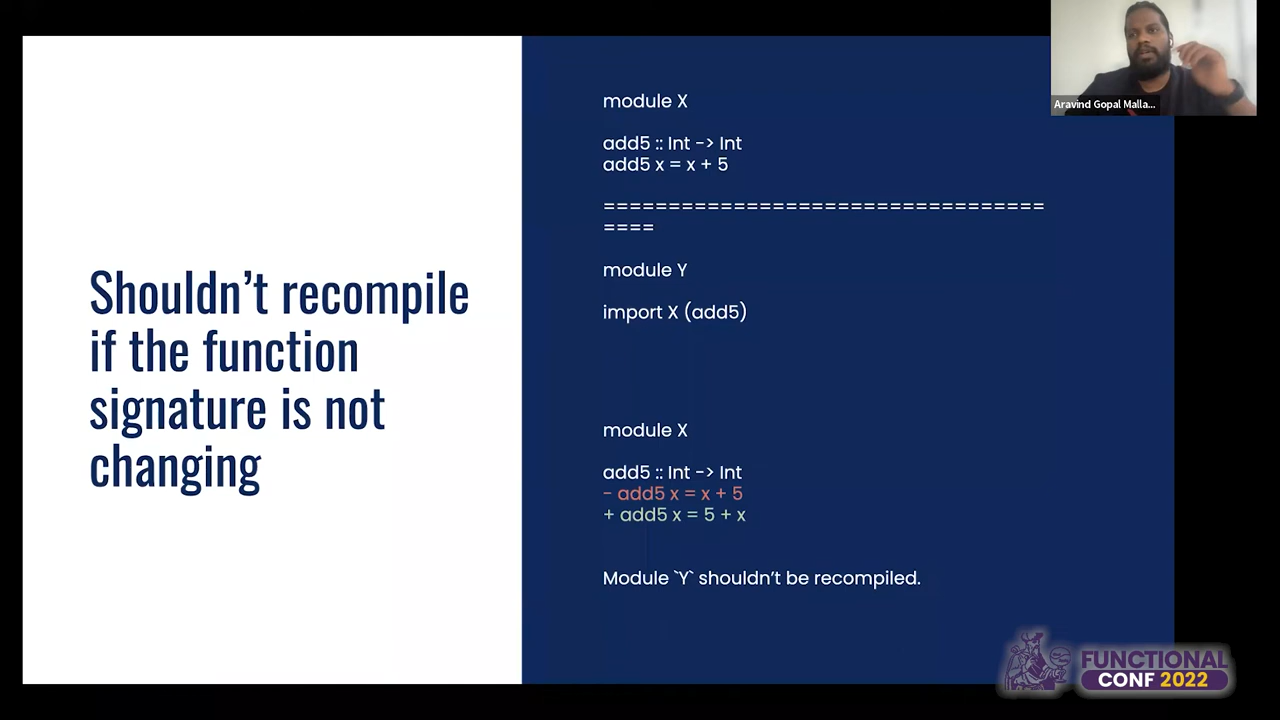 Shouldn't recompile
if the function
signature is not
changing
module X
add5 :: Int -> Int
add5 x = x + 5
==================================
====
module Y
import X (add5)
module X
add5 :: Int -> Int
- add5 x = x + 5
+ add5 x = 5 + x
Module `Y` shouldn't be recompiled.
Aravind Gopal Malla...
FUNCTIONAL
CONF 2022